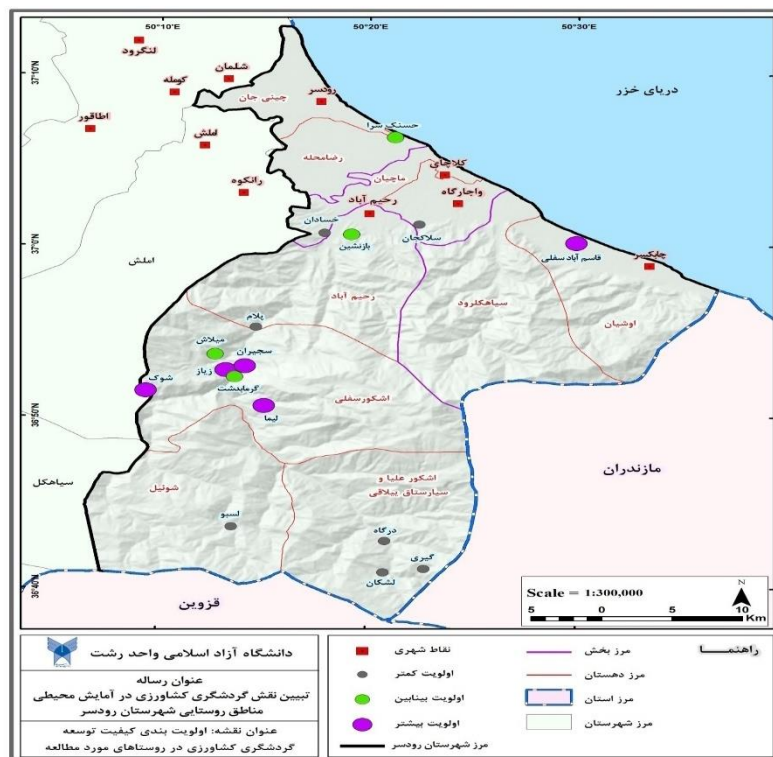 50°10'E
50°20'E
50°30'E
37°10'N
37°0'N
36°50'N
36°40'N
لنگرود
شلمان
کومله
اطاقور
املش
رانکوه
چینی جان
رودسر
دریای خزر
حسنک سرا
رضامحله
ماچیان
کلاچای
واجارگاه
رحیم آباد
خسادان
بازنشین
سلاکجان
قاسم آباد سفلی
چابکسر
املش
رحیم آباد
سیاهکلرود
اوشیان
پلام
میلاش
سجیران
زیاز
گرمابدشت
شوک
لیما
اشکورسفلی
سیاهکل
شوئیل
اشکور علیا و
سیارستاق ییلاقی
مازندران
لسبو
درگاه
گیری
لشکان
قزوین
Scale = 1:300,000
N
5 0 5 10
Km
دانشگاه آزاد اسلامی واحد رشت
عنوان رساله
تبیین نقش گردشگری کشاورزی در آمایش محیطی
مناطق روستایی شهرستان رودسر
عنوان نقشه: اولویت بندی کیفیت توسعه
گردشگری کشاورزی در روستاهای مورد مطالعه
راهنمـــا
مرز بخش
مرز دهستان
مرز استان
مرز شهرستان
نقاط شهری
اولویت کمتر
اولویت بینابین
اولویت بیشتر
مرز شهرستان رودسر